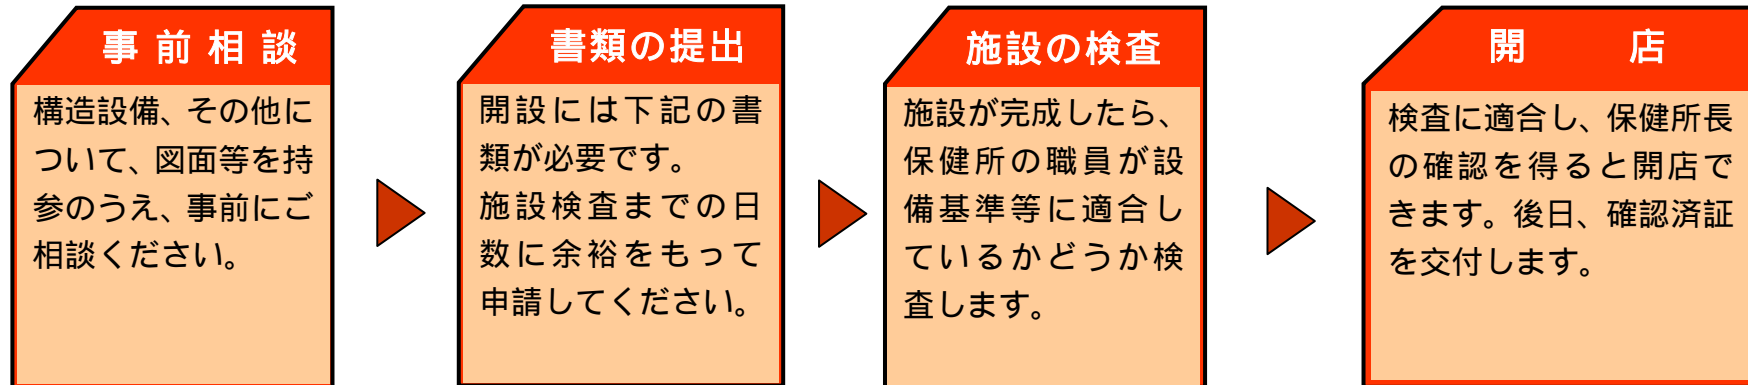 事前相談
構造設備、その他に
ついて、図面等を持
参のうえ、事前にご
相談ください。
書類の提出
開設には下記の書
類が必要です。
施設検査までの日
数に余裕をもって
申請してください。
施設の検査
施設が完成したら、
保健所の職員が設
備基準等に適合し
ているかどうか検
査します。
開店
検査に適合し、保健所長
の確認を得ると開店で
きます。後日、確認済証
を交付します。